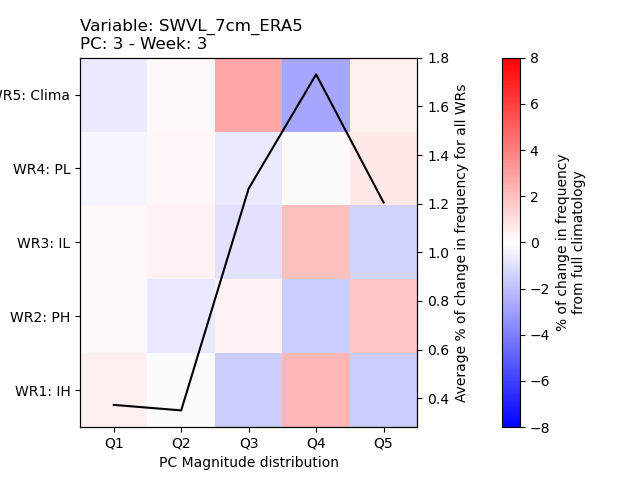 Variable: SWVL_7cm_ERA5
PC: 3 - Week: 3
WR5: Clima
WR4: PL
WR3: IL
WR2: PH
WR1: IH
Q1 Q2 Q3 Q4 Q5
PC Magnitude distribution
1.8
1.6
1.4
1.2
1.0
0.8
0.6
0.4
Average % of change in frequency for all WRs
8
6
4
2
0
−2
−4
−6
−8
% of change in frequency
from full climatology